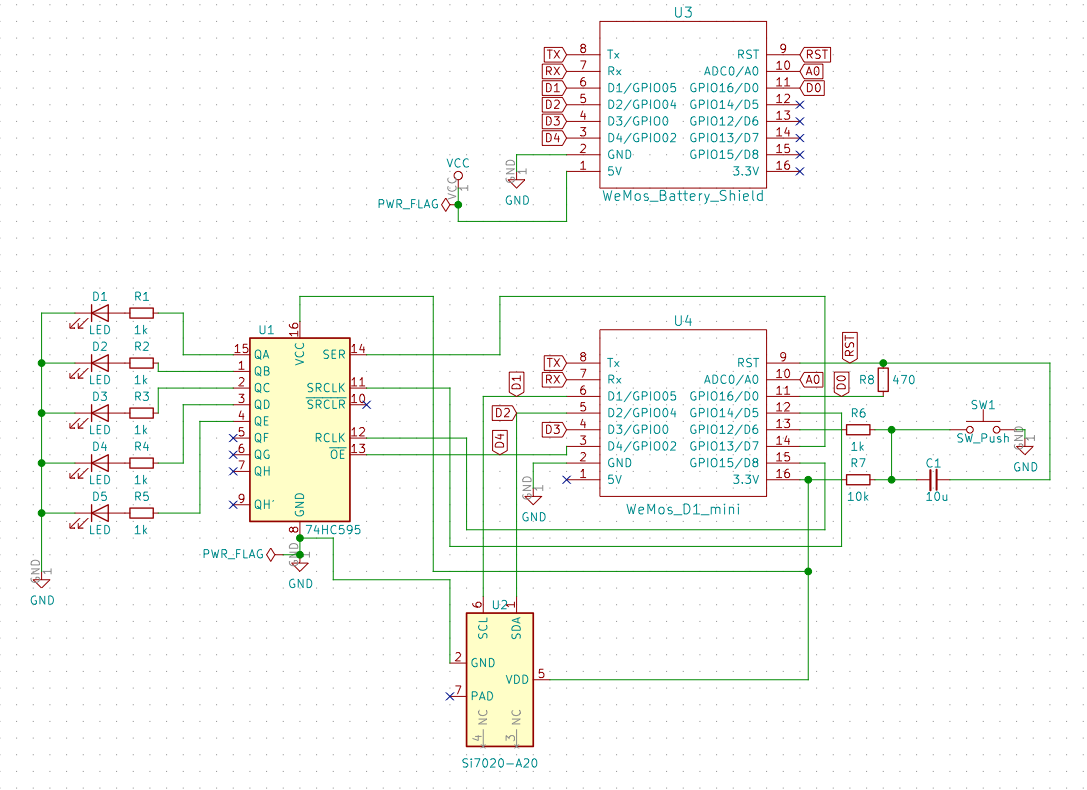 U3
TX 8 Tx RST 9 RST
RX 7 Rx ADC0/A0 10 A0
D1 6 D1/GPIO05 GPIO16/D0 11 D0
D2 5 D2/GPIO04 GPIO14/D5 12
D3 4 D3/GPIO0 GPIO12/D6 13
D4 3 D4/GPIO02 GPIO13/D7 14
2 GND GPIO15/D8 15
1 5V 3.3V 16
WeMos_Battery_Shield
VCC
VCC 1
PWR_FLAG
GND 1
GND
D1 R1
LED 1k
D2 R2
LED 1k
D3 R3
LED 1k
D4 R4
LED 1k
D5 R5
LED 1k
GND 1
GND
U1
16
VCC
15 QA SER 14
1 QB
2 QC SRCLK 11
3 QD SRCLR 10
4 QE
5 QF RCLK 12
6 QG OE 13
7 QH
9 QH'
GND
8 74HC595
PWR_FLAG
GND 1
GND
U4
TX 8 Tx RST 9 RST
RX 7 Rx ADC0/A0 10 A0
D1 6 D1/GPIO05 GPIO16/D0 11 D0
D2 5 D2/GPIO04 GPIO14/D5 12
D3 4 D3/GPIO0 GPIO12/D6 13
D4 3 D4/GPIO02 GPIO13/D7 14
2 GND GPIO15/D8 15
1 5V 3.3V 16
WeMos_D1_mini
GND 1
GND
R8 470
R6
1k
R7
10k
C1
10u
SW1
SW_Push
GND 1
GND
U2
6 1
SCL SDA
2 GND
VDD 5
7 PAD
NC NC
4 3
Si7020-A20